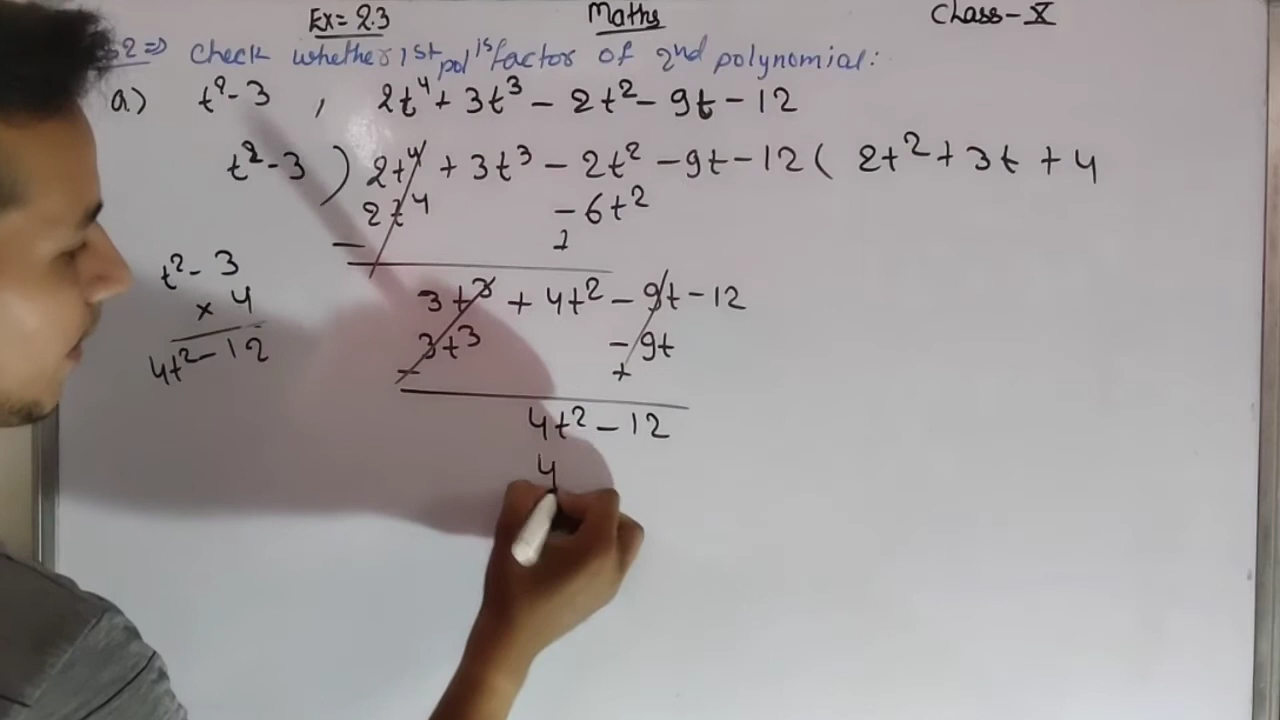 Ex= 2.3 Maths Class-X
2⇒ Check whether 1st pol is factor of 2nd polynomial:
a.) t²-3 , 2t⁴+3t³-2t²-9t-12
t²-3 ) 2t⁴+3t³-2t²-9t-12 ( 2t²+3t+4
2t⁴ -6t²
- +
3t³+4t²-9t-12
3t³ -9t
- +
4t²-12
4
t²-3
×4
4t²-12